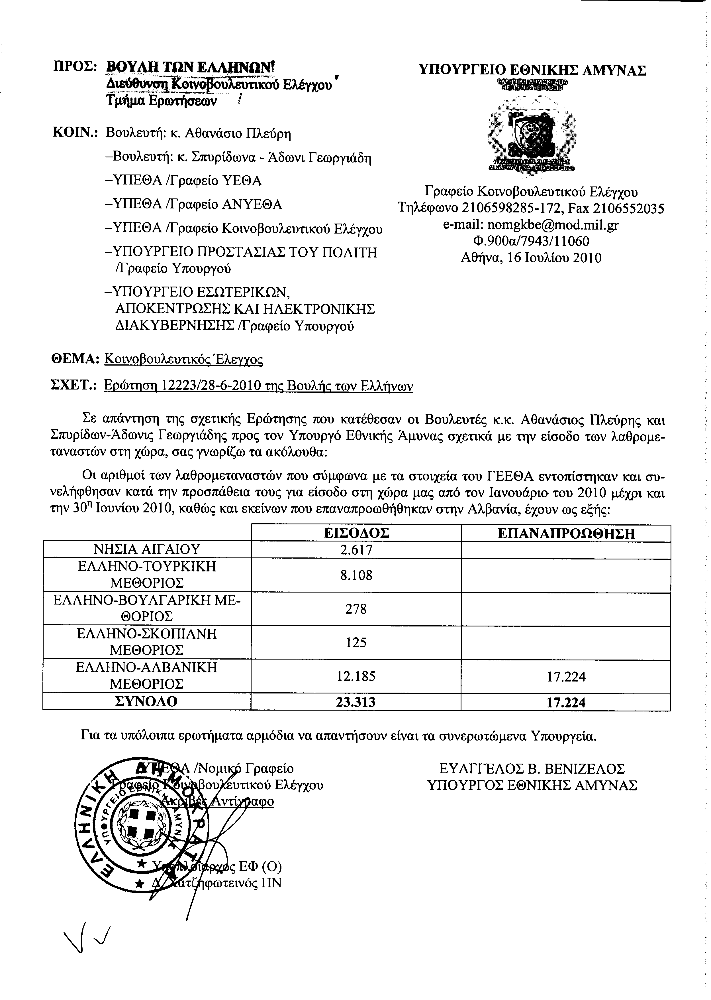 ΠΡΟΣ: ΒΟΥΛΗ ΤΩΝ ΕΛΛΗΝΩΝ
Διεύθυνση Κοινοβουλευτικού Ελέγχου
Τμήμα Ερωτήσεων
ΚΟΙΝ.: Βουλευτή: κ. Αθανάσιο Πλεύρη
–Βουλευτή: κ. Σπυρίδωνα - Άδωνι Γεωργιάδη
–ΥΠΕΘΑ /Γραφείο ΥΕΘΑ
–ΥΠΕΘΑ /Γραφείο ΑΝΥΕΘΑ
–ΥΠΕΘΑ /Γραφείο Κοινοβουλευτικού Ελέγχου
–ΥΠΟΥΡΓΕΙΟ ΠΡΟΣΤΑΣΙΑΣ ΤΟΥ ΠΟΛΙΤΗ
/Γραφείο Υπουργού
–ΥΠΟΥΡΓΕΙΟ ΕΣΩΤΕΡΙΚΩΝ,
ΑΠΟΚΕΝΤΡΩΣΗΣ ΚΑΙ ΗΛΕΚΤΡΟΝΙΚΗΣ
ΔΙΑΚΥΒΕΡΝΗΣΗΣ /Γραφείο Υπουργού
ΥΠΟΥΡΓΕΙΟ ΕΘΝΙΚΗΣ ΑΜΥΝΑΣ
ΕΛΛΗΝΙΚΗ ΔΗΜΟΚΡΑΤΙΑ
HELLENIC REPUBLIC
ΥΠΟΥΡΓΕΙΟ ΕΘΝΙΚΗΣ ΑΜΥΝΑΣ
MINISTRY OF NATIONAL DEFENCE
Γραφείο Κοινοβουλευτικού Ελέγχου
Τηλέφωνο 2106598285-172, Fax 2106552035
e-mail: nomgkbe@mod.mil.gr
Φ.900α/7943/11060
Αθήνα, 16 Ιουλίου 2010
ΘΕΜΑ: Κοινοβουλευτικός Έλεγχος
ΣΧΕΤ.: Ερώτηση 12223/28-6-2010 της Βουλής των Ελλήνων
Σε απάντηση της σχετικής Ερώτησης που κατέθεσαν οι Βουλευτές κ.κ. Αθανάσιος Πλεύρης και
Σπυρίδων-Άδωνις Γεωργιάδης προς τον Υπουργό Εθνικής Άμυνας σχετικά με την είσοδο των λαθρομε-
ταναστών στη χώρα, σας γνωρίζω τα ακόλουθα:
Οι αριθμοί των λαθρομεταναστών που σύμφωνα με τα στοιχεία του ΓΕΕΘΑ εντοπίστηκαν και συ-
νελήφθησαν κατά την προσπάθεια τους για είσοδο στη χώρα μας από τον Ιανουάριο του 2010 μέχρι και
την 30η Ιουνίου 2010, καθώς και εκείνων που επαναπροωθήθηκαν στην Αλβανία, έχουν ως εξής:
ΕΙΣΟΔΟΣ ΕΠΑΝΑΠΡΟΩΘΗΣΗ
ΝΗΣΙΑ ΑΙΓΑΙΟΥ 2.617
ΕΛΛΗΝΟ-ΤΟΥΡΚΙΚΗ
ΜΕΘΟΡΙΟΣ 8.108
ΕΛΛΗΝΟ-ΒΟΥΛΓΑΡΙΚΗ ΜΕ-
ΘΟΡΙΟΣ 278
ΕΛΛΗΝΟ-ΣΚΟΠΙΑΝΗ
ΜΕΘΟΡΙΟΣ 125
ΕΛΛΗΝΟ-ΑΛΒΑΝΙΚΗ
ΜΕΘΟΡΙΟΣ 12.185 17.224
ΣΥΝΟΛΟ 23.313 17.224
Για τα υπόλοιπα ερωτήματα αρμόδια να απαντήσουν είναι τα συνερωτώμενα Υπουργεία.
ΥΠΕΘΑ /Νομικό Γραφείο
Γραφείο Κοινοβουλευτικού Ελέγχου
Ακριβές Αντίγραφο
ΕΛΛΗΝΙΚΗ ΔΗΜΟΚΡΑΤΙΑ
ΥΠΟΥΡΓΕΙΟ ΕΘΝΙΚΗΣ ΑΜΥΝΑΣ
Υποπλοίαρχος ΕΦ (Ο)
Δ. Χατζηφωτεινός ΠΝ
ΕΥΑΓΓΕΛΟΣ Β. ΒΕΝΙΖΕΛΟΣ
ΥΠΟΥΡΓΟΣ ΕΘΝΙΚΗΣ ΑΜΥΝΑΣ